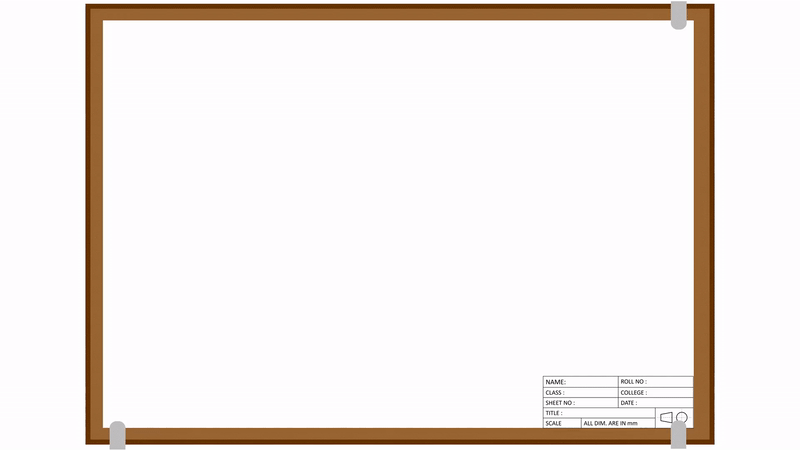 NAME: ROLL NO :
CLASS : COLLEGE :
SHEET NO : DATE :
TITLE :
SCALE ALL DIM. ARE IN mm